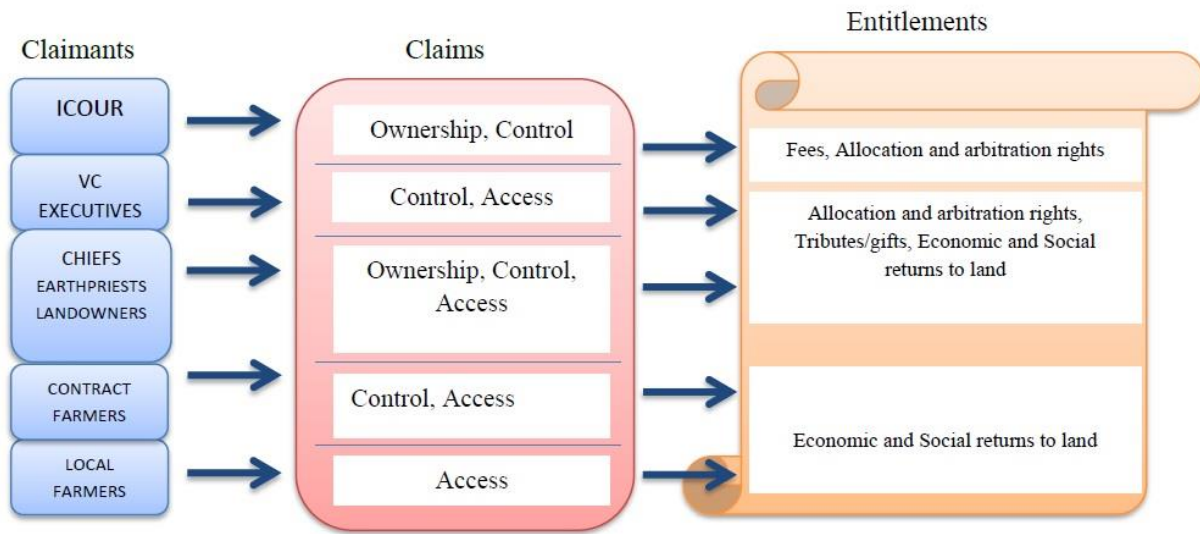 Claimants
Claims
Entitlements
ICOUR
VC
EXECUTIVES
CHIEFS
EARTHPRIESTS
LANDOWNERS
CONTRACT
FARMERS
LOCAL
FARMERS
Ownership, Control
Control, Access
Ownership, Control,
Access
Control, Access
Access
Fees, Allocation and arbitration rights
Allocation and arbitration rights,
Tributes/gifts, Economic and Social
returns to land
Economic and Social returns to land